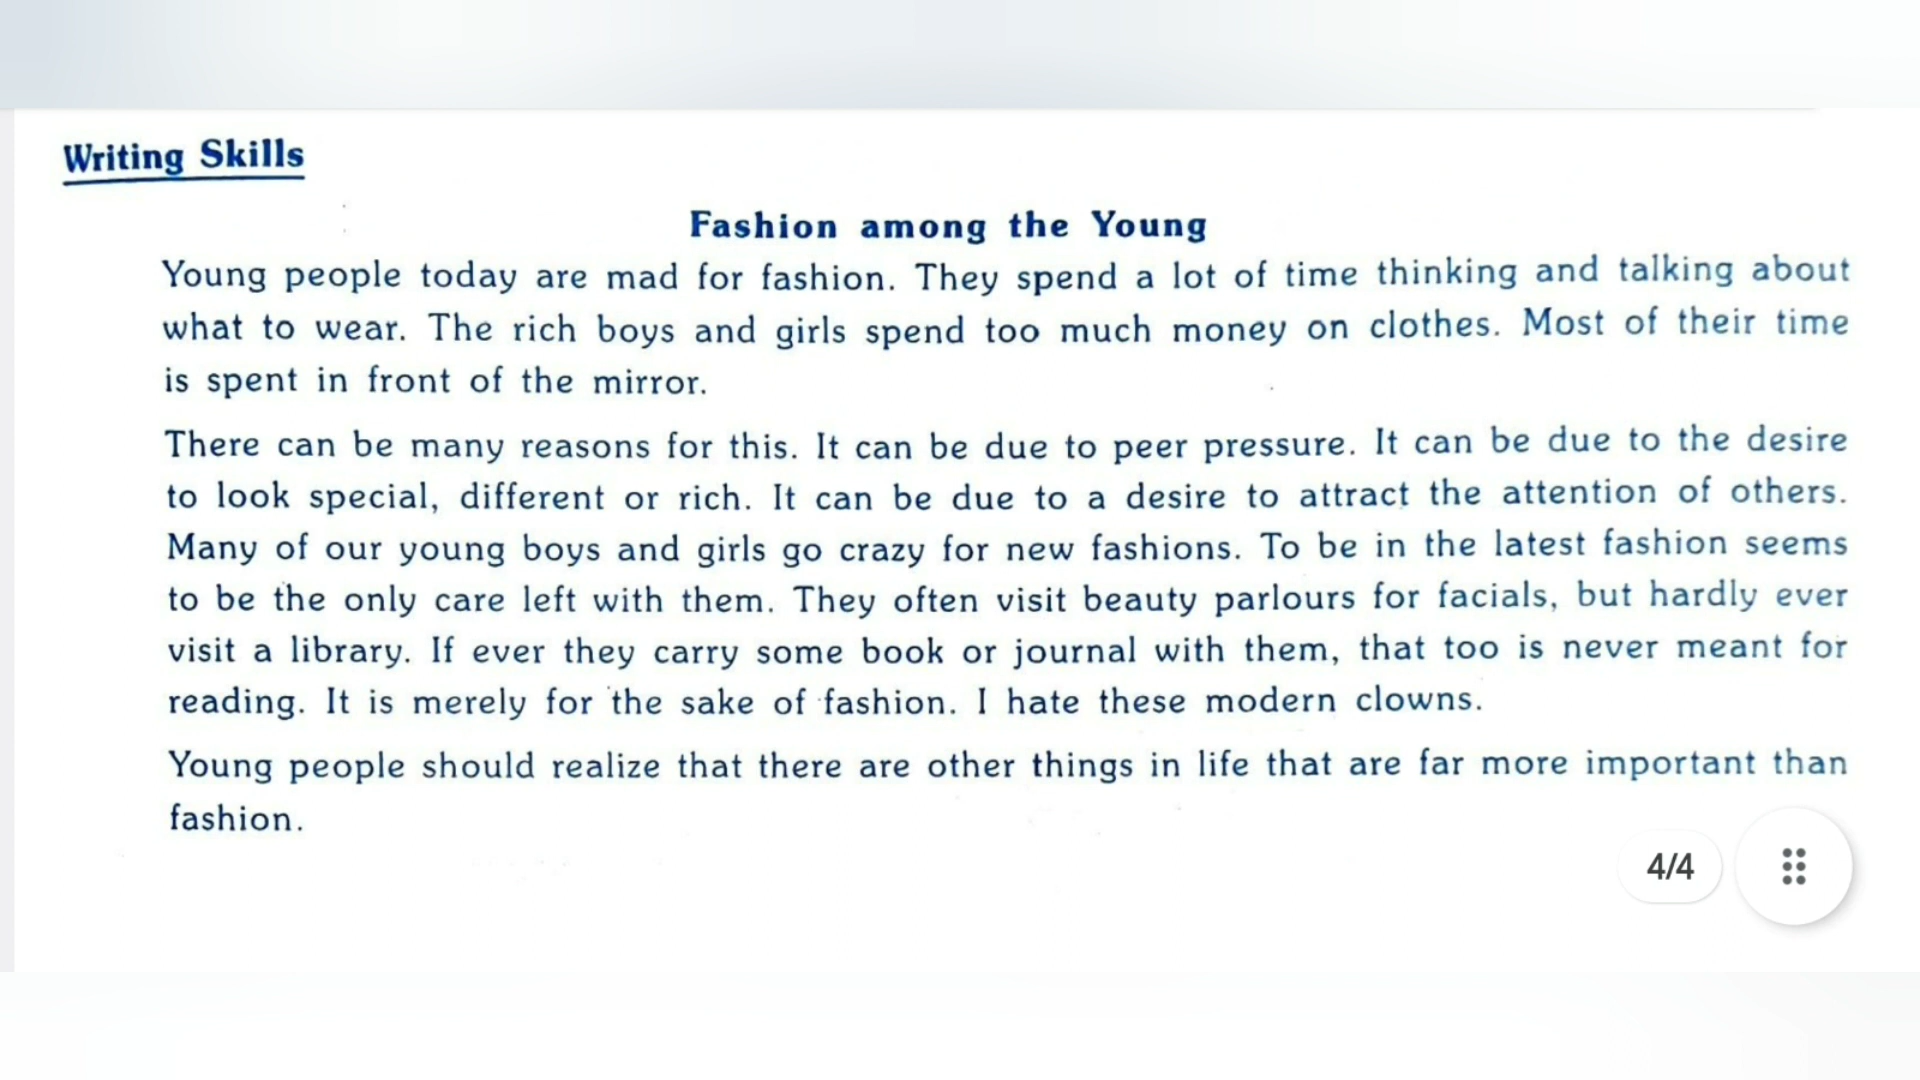 Writing Skills
Fashion among the Young
Young people today are mad for fashion. They spend a lot of time thinking and talking about
what to wear. The rich boys and girls spend too much money on clothes. Most of their time
is spent in front of the mirror.
There can be many reasons for this. It can be due to peer pressure. It can be due to the desire
to look special, different or rich. It can be due to a desire to attract the attention of others.
Many of our young boys and girls go crazy for new fashions. To be in the latest fashion seems
to be the only care left with them. They often visit beauty parlours for facials, but hardly ever
visit a library. If ever they carry some book or journal with them, that too is never meant for
reading. It is merely for the sake of fashion. I hate these modern clowns.
Young people should realize that there are other things in life that are far more important than
fashion.
4/4